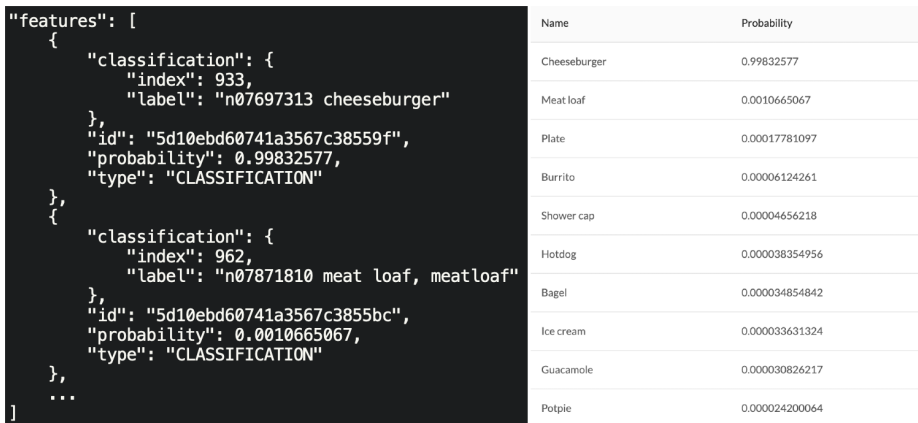 "features": [
{
"classification": {
"index": 933,
"label": "n07697313 cheeseburger"
},
"id": "5d10ebd60741a3567c38559f",
"probability": 0.99832577,
"type": "CLASSIFICATION"
},
{
"classification": {
"index": 962,
"label": "n07871810 meat loaf, meatloaf"
},
"id": "5d10ebd60741a3567c3855bc",
"probability": 0.0010665067,
"type": "CLASSIFICATION"
},
...
]
Name Probability
Cheeseburger 0.99832577
Meat loaf 0.0010665067
Plate 0.00017781097
Burrito 0.00006124261
Shower cap 0.00004656218
Hotdog 0.000038354956
Bagel 0.000034854842
Ice cream 0.000033631324
Guacamole 0.000030826217
Potpie 0.000024200064